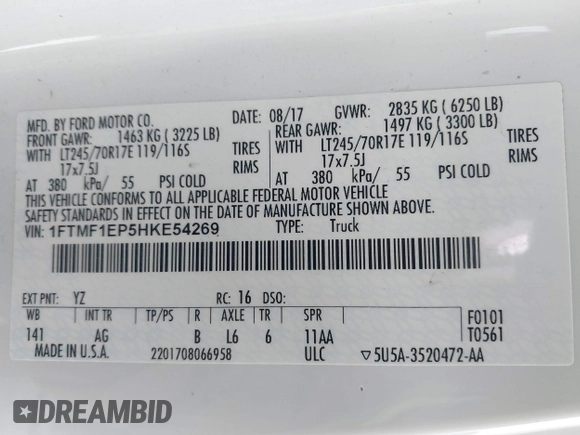 MFD. BY FORD MOTOR CO.
DATE: 08/17 GVWR: 2835 KG (6250 LB)
FRONT GAWR: 1463 KG (3225 LB)
REAR GAWR: 1497 KG (3300 LB)
WITH LT245/70R17E 119/116S TIRES
WITH LT245/70R17E 119/116S TIRES
17x7.5J RIMS
17x7.5J RIMS
AT 380 kPa/ 55 PSI COLD
AT 380 kPa/ 55 PSI COLD
THIS VEHICLE CONFORMS TO ALL APPLICABLE FEDERAL MOTOR VEHICLE
SAFETY STANDARDS IN EFFECT ON THE DATE OF MANUFACTURE SHOWN ABOVE.
VIN: 1FTMF1EP5HKE54269 TYPE: Truck
EXT PNT: YZ RC: 16 DSO:
WB INT TR TP/PS R AXLE TR SPR F0101
141 AG B L6 6 11AA T0561
MADE IN U.S.A. 2201708066958 ULC ▽5U5A-3520472-AA
DREAMBID